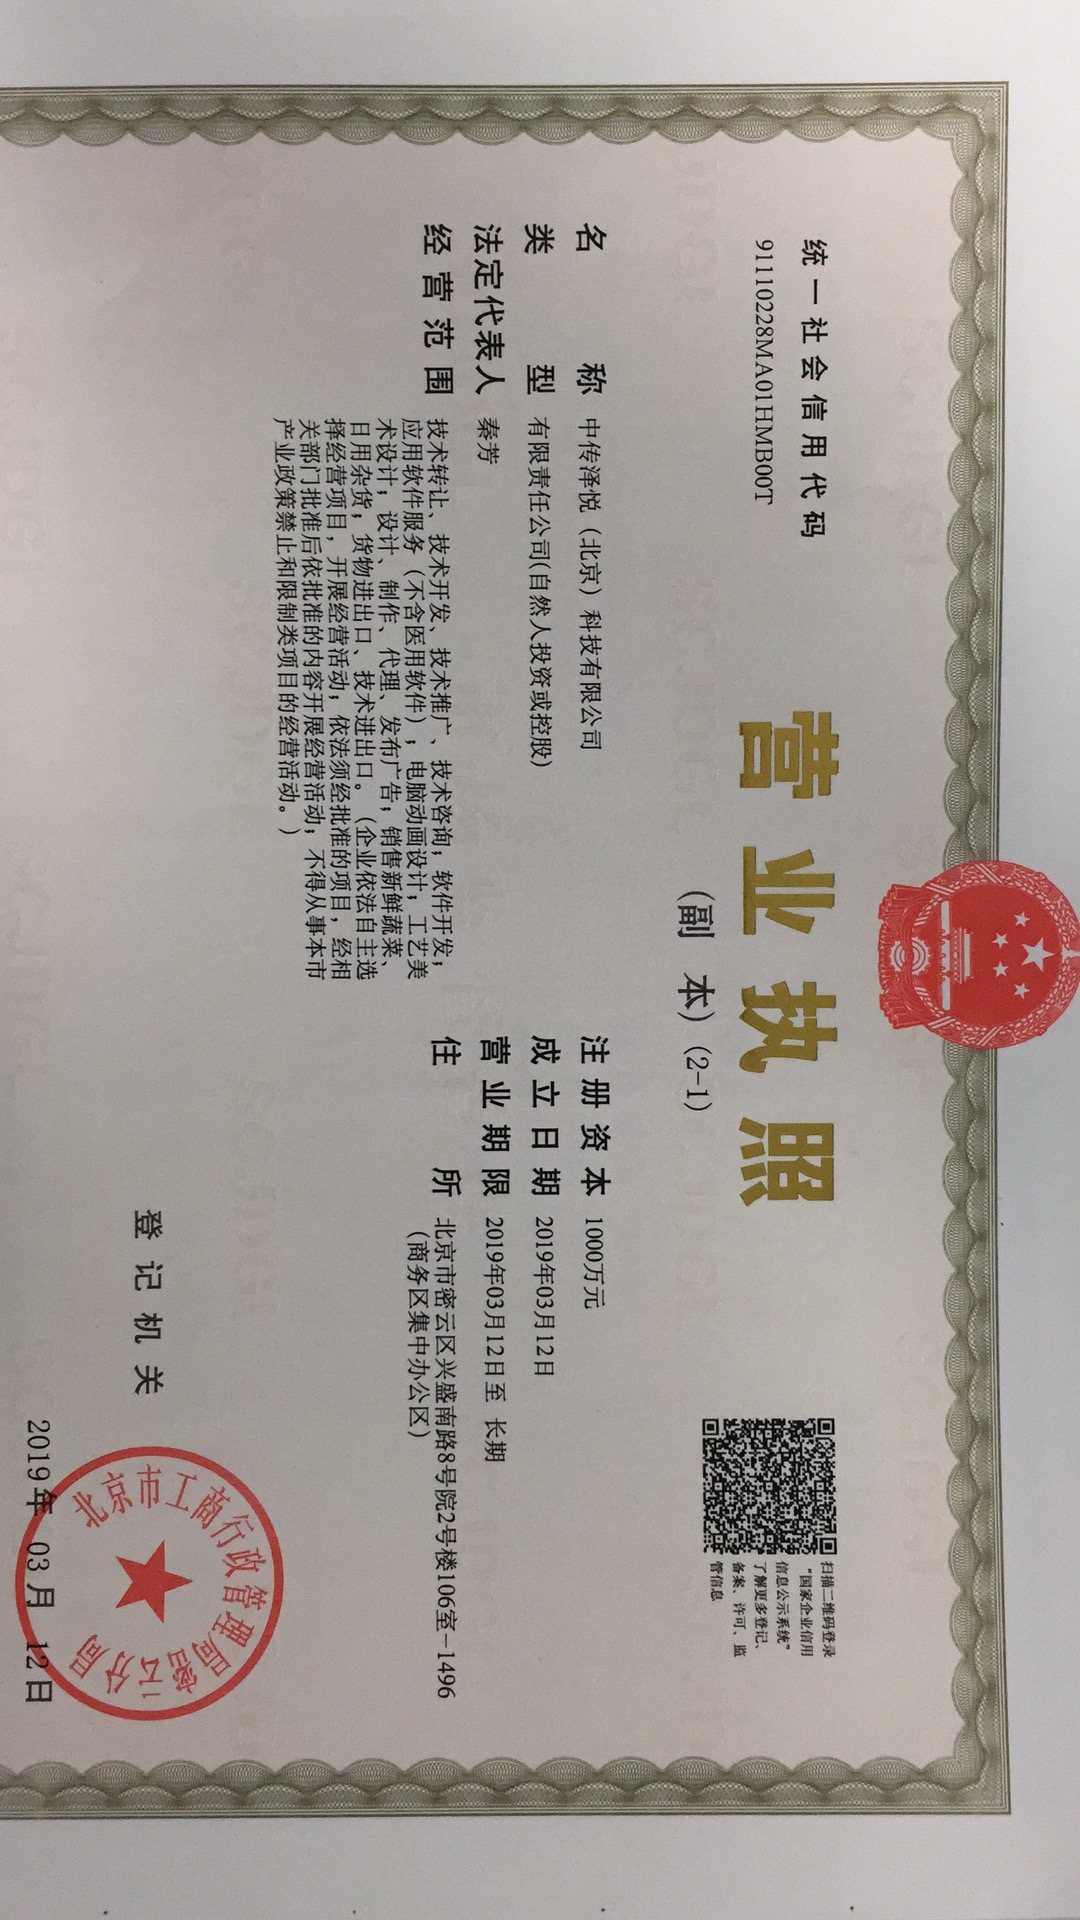 统一社会信用代码
91110228MA01HMB00T
营业执照
(副 本) (2-1)
扫描二维码登录
“国家企业信用
信息公示系统”
了解更多登记、
备案、许可、监
管信息
名 称 中传泽悦（北京）科技有限公司
类 型 有限责任公司(自然人投资或控股)
法定代表人 秦芳
经营范围 技术转让、技术开发、技术推广、技术咨询；软件开发；
应用软件服务（不含医用软件）；电脑动画设计；工艺美
术设计；设计、制作、代理、发布广告；销售新鲜蔬菜、
日用杂货；货物进出口、技术进出口。（企业依法自主选
择经营项目，开展经营活动；依法须经批准的项目，经相
关部门批准后依批准的内容开展经营活动；不得从事本市
产业政策禁止和限制类项目的经营活动。）
注册资本 1000万元
成立日期 2019年03月12日
营业期限 2019年03月12日至 长期
住 所 北京市密云区兴盛南路8号院2号楼106室-1496
（商务区集中办公区）
登记机关
北京市工商行政管理局密云分局
2019年 03月 12日